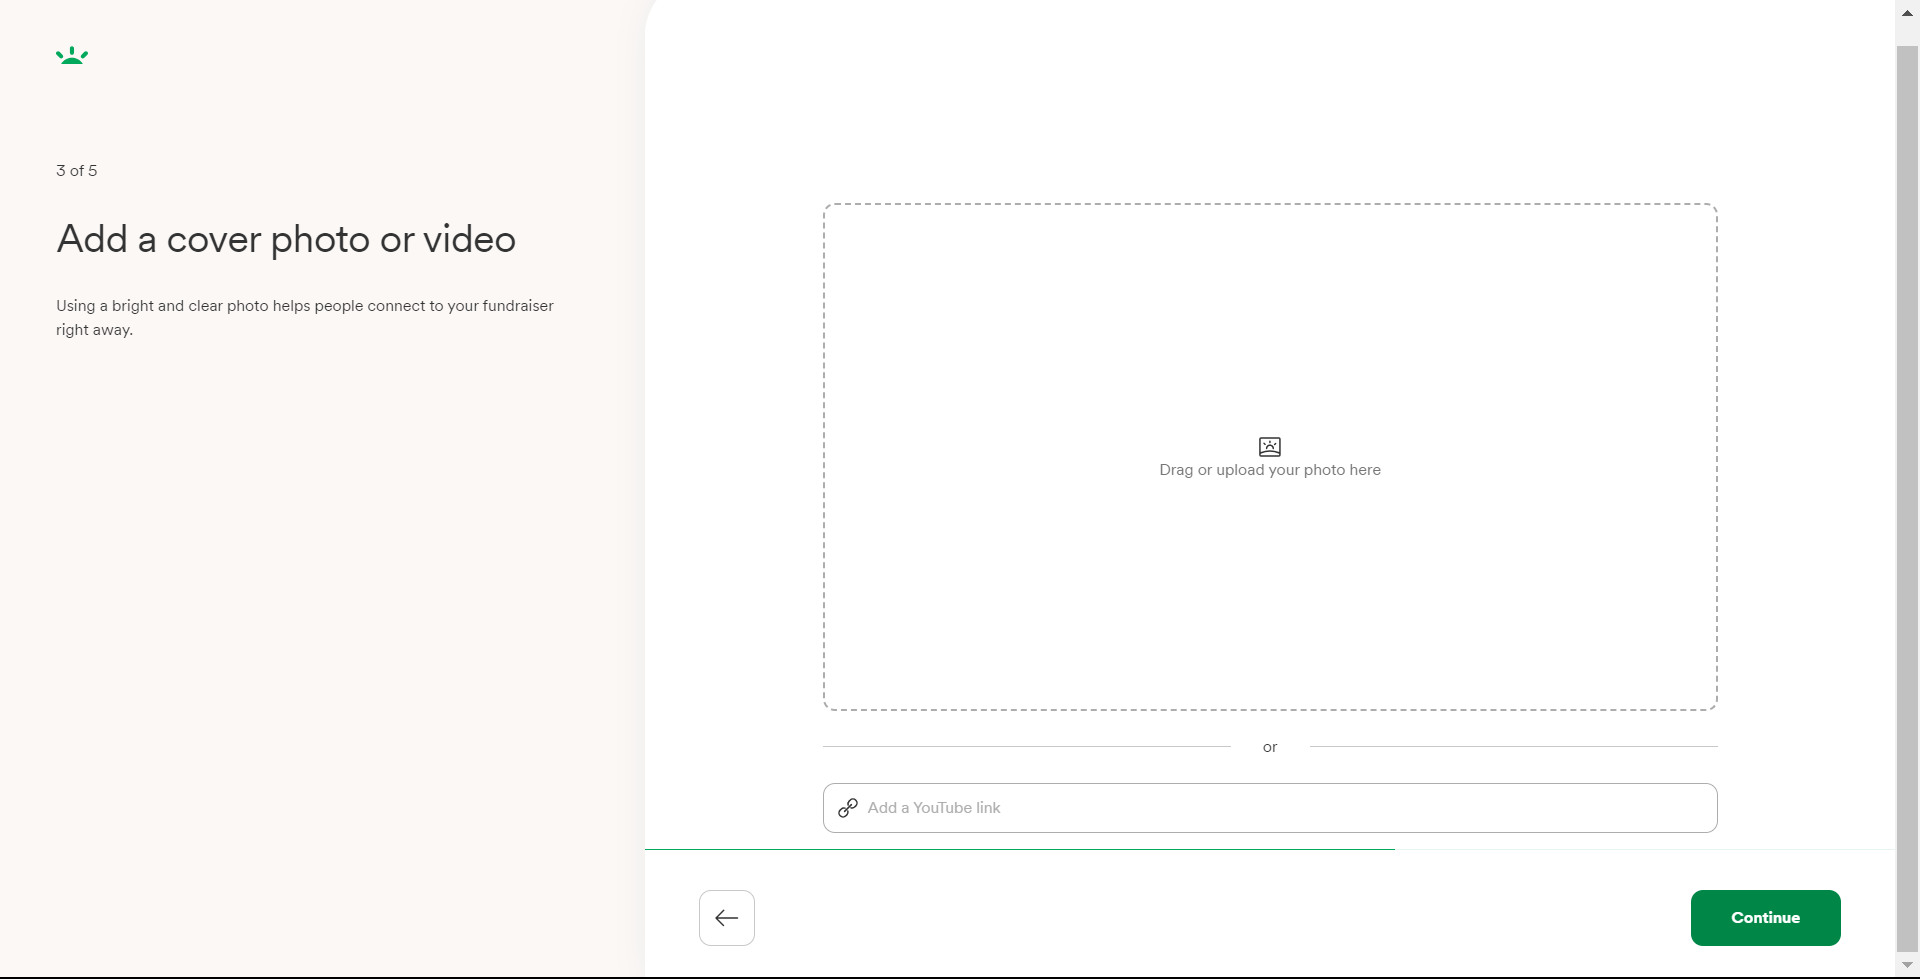 3 of 5
Add a cover photo or video
Using a bright and clear photo helps people connect to your fundraiser
right away.
Drag or upload your photo here
or
Add a YouTube link
Continue